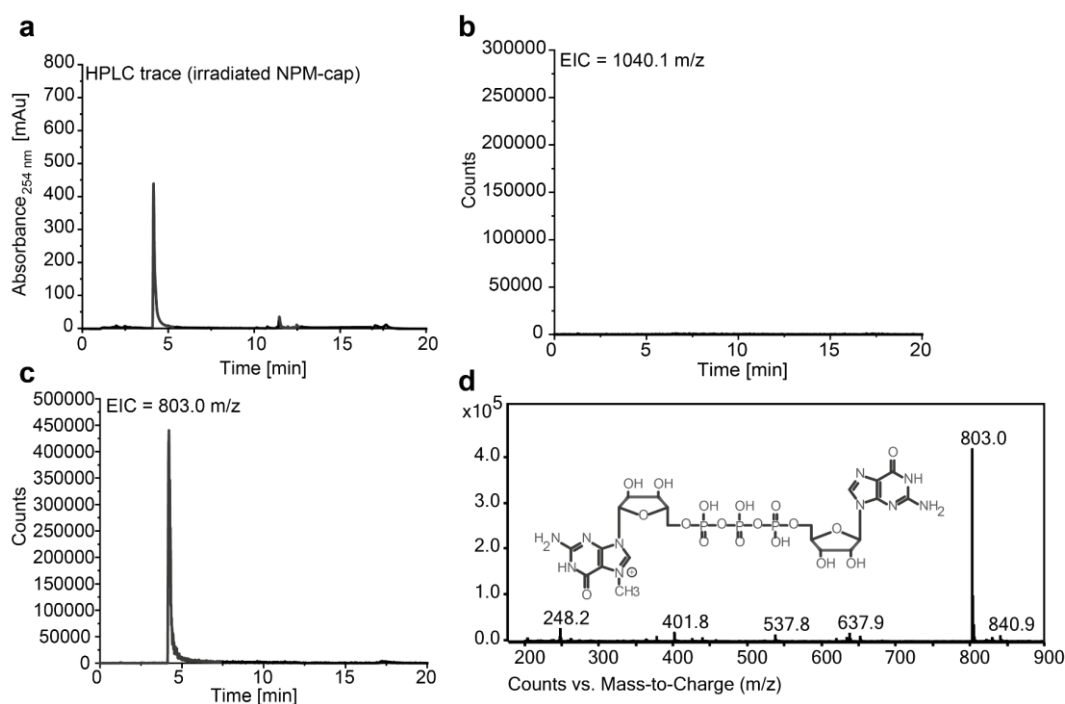 a
HPLC trace (irradiated NPM-cap)
Absorbance254 nm [mAu]
800
700
600
500
400
300
200
100
0
0 5 10 15 20
Time [min]
b
EIC = 1040.1 m/z
Counts
300000
250000
200000
150000
100000
50000
0
0 5 10 15 20
Time [min]
c
EIC = 803.0 m/z
Counts
500000
450000
400000
350000
300000
250000
200000
150000
100000
50000
0
0 5 10 15 20
Time [min]
d
x10 5
4.0
3.0
2.0
1.0
0.0
803.0
248.2 401.8 537.8 637.9 840.9
O
N NH
N N NH2
OH OH
O
O
OH OH O
O P O P O P O
O O OH
O
OH OH
H2N N N
HN N
⊕
O CH3
200 300 400 500 600 700 800 900
Counts vs. Mass-to-Charge (m/z)